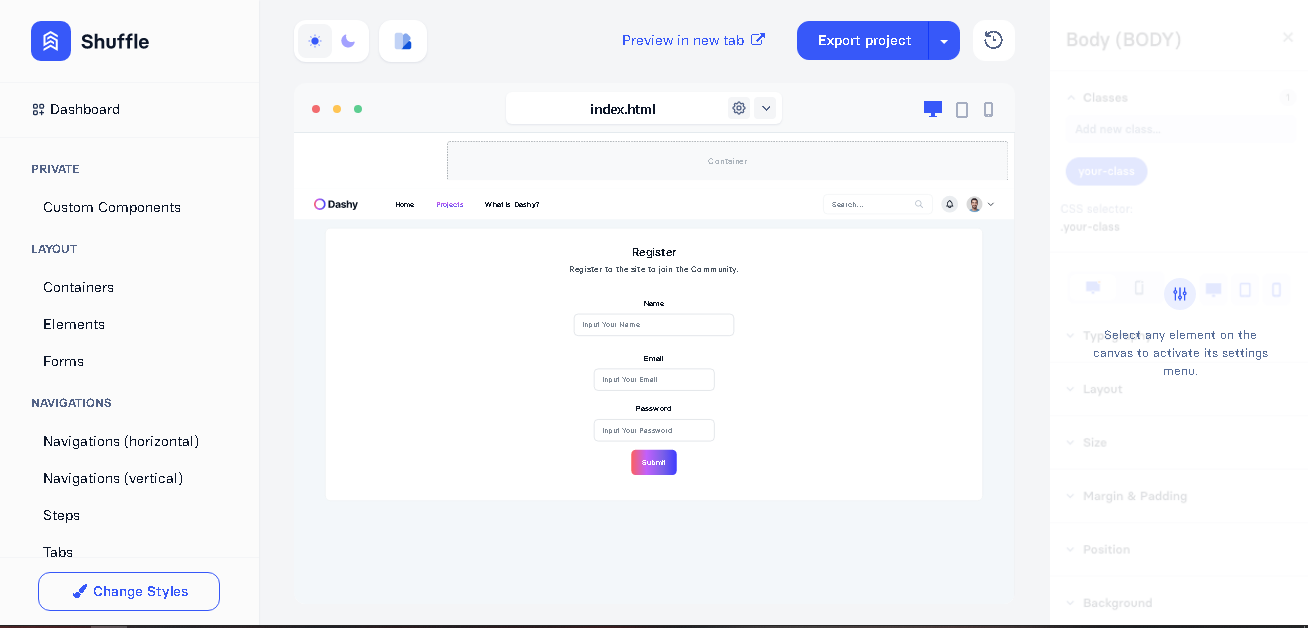 Shuffle
Dashboard
PRIVATE
Custom Components
LAYOUT
Containers
Elements
Forms
NAVIGATIONS
Navigations (horizontal)
Navigations (vertical)
Steps
Tabs
Change Styles
Preview in new tab
Export project
index.html
Container
Dashy
Home
Projects
What is Dashy?
Search...
Register
Register to the site to join the Community.
Name
Input Your Name
Email
Input Your Email
Password
Input Your Password
Submit
Body (BODY)
Classes
1
Add new class...
your-class
CSS selector:
.your-class
Select any element on the
canvas to activate its settings
menu.
Layout
Size
Margin & Padding
Position
Background